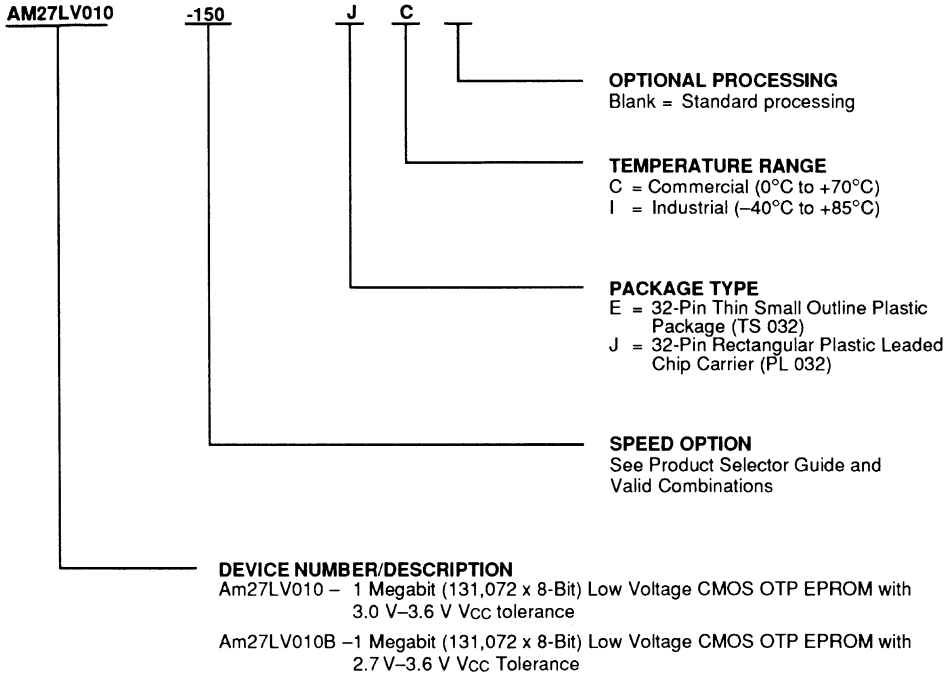 AM27LV010 -150 J C
OPTIONAL PROCESSING
Blank = Standard processing
TEMPERATURE RANGE
C = Commercial (0°C to +70°C)
I = Industrial (–40°C to +85°C)
PACKAGE TYPE
E = 32-Pin Thin Small Outline Plastic
Package (TS 032)
J = 32-Pin Rectangular Plastic Leaded
Chip Carrier (PL 032)
SPEED OPTION
See Product Selector Guide and
Valid Combinations
DEVICE NUMBER/DESCRIPTION
Am27LV010 – 1 Megabit (131,072 x 8-Bit) Low Voltage CMOS OTP EPROM with
3.0 V–3.6 V VCC tolerance
Am27LV010B –1 Megabit (131,072 x 8-Bit) Low Voltage CMOS OTP EPROM with
2.7 V–3.6 V VCC Tolerance